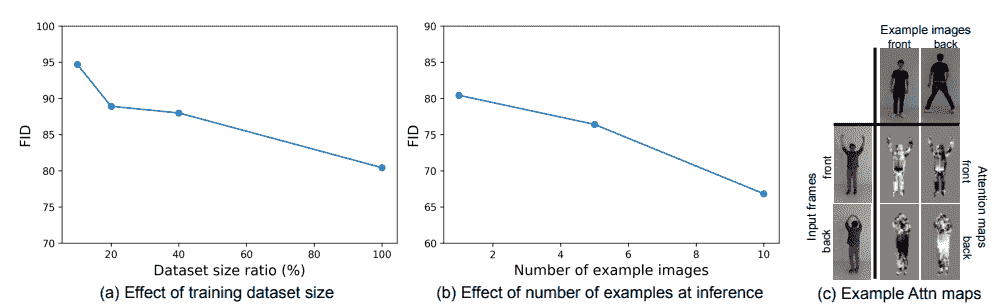 100
95
90
85
80
75
70
FID
20
40
60
80
100
Dataset size ratio (%)
(a) Effect of training dataset size
90
85
80
75
70
65
60
FID
2
4
6
8
10
Number of example images
(b) Effect of number of examples at inference
Example images
front
back
Input frames
front
back
Attention maps
front
back
(c) Example Attn maps